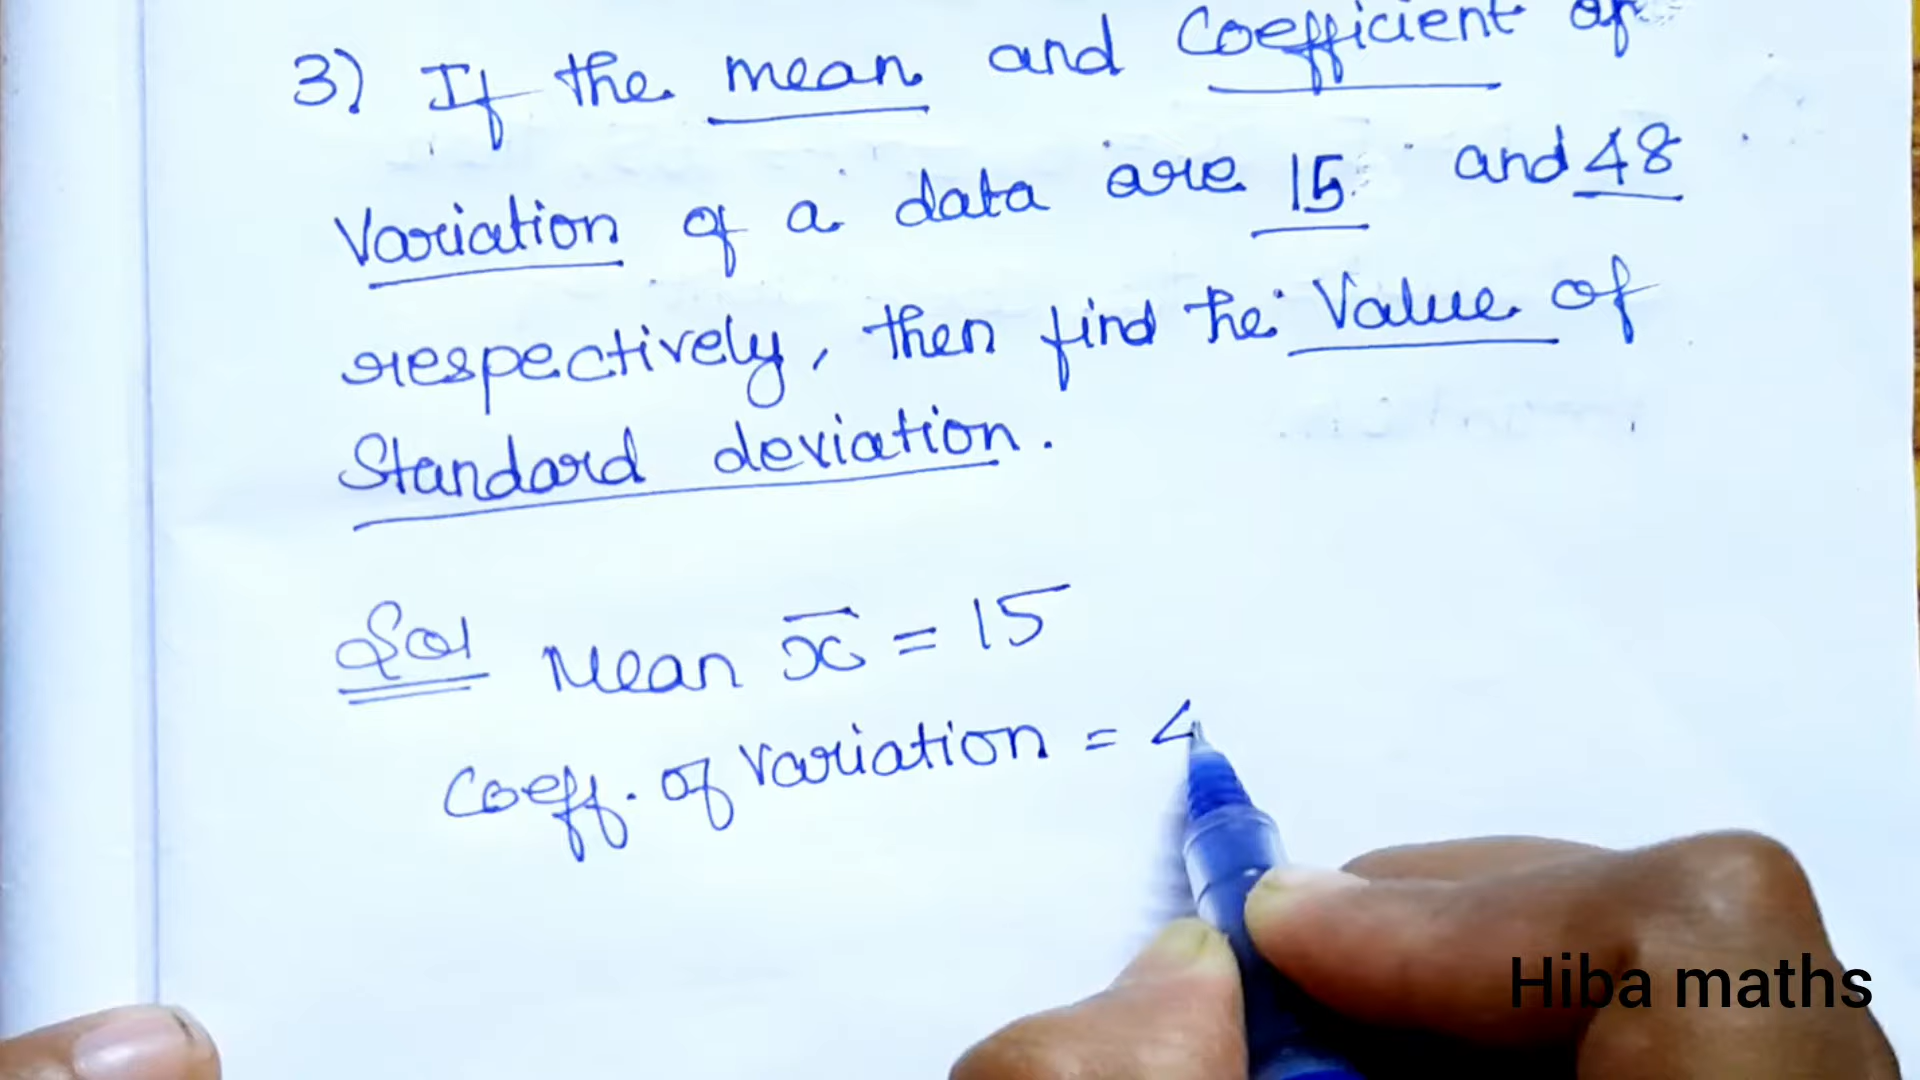 3) If the mean and Coefficient of
Variation of a data are 15 and 48
respectively, then find the Value of
Standard deviation.
Sol Mean x̅ = 15
Coeff. of Variation = 4
Hiba maths